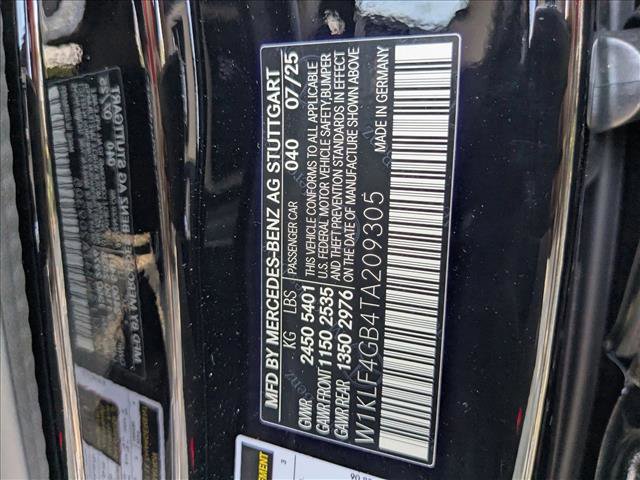 MFD BY MERCEDES-BENZ AG STUTTGART
KG LBS PASSENGER CAR 040 07/25
GVWR 2450 5401
GAWR FRONT 1150 2535
GAWR REAR 1350 2976
THIS VEHICLE CONFORMS TO ALL APPLICABLE
U.S. FEDERAL MOTOR VEHICLE SAFETY,BUMPER
AND THEFT PREVENTION STANDARDS IN EFFECT
ON THE DATE OF MANUFACTURE SHOWN ABOVE
W1KLF4GB4TA209305
MADE IN GERMANY